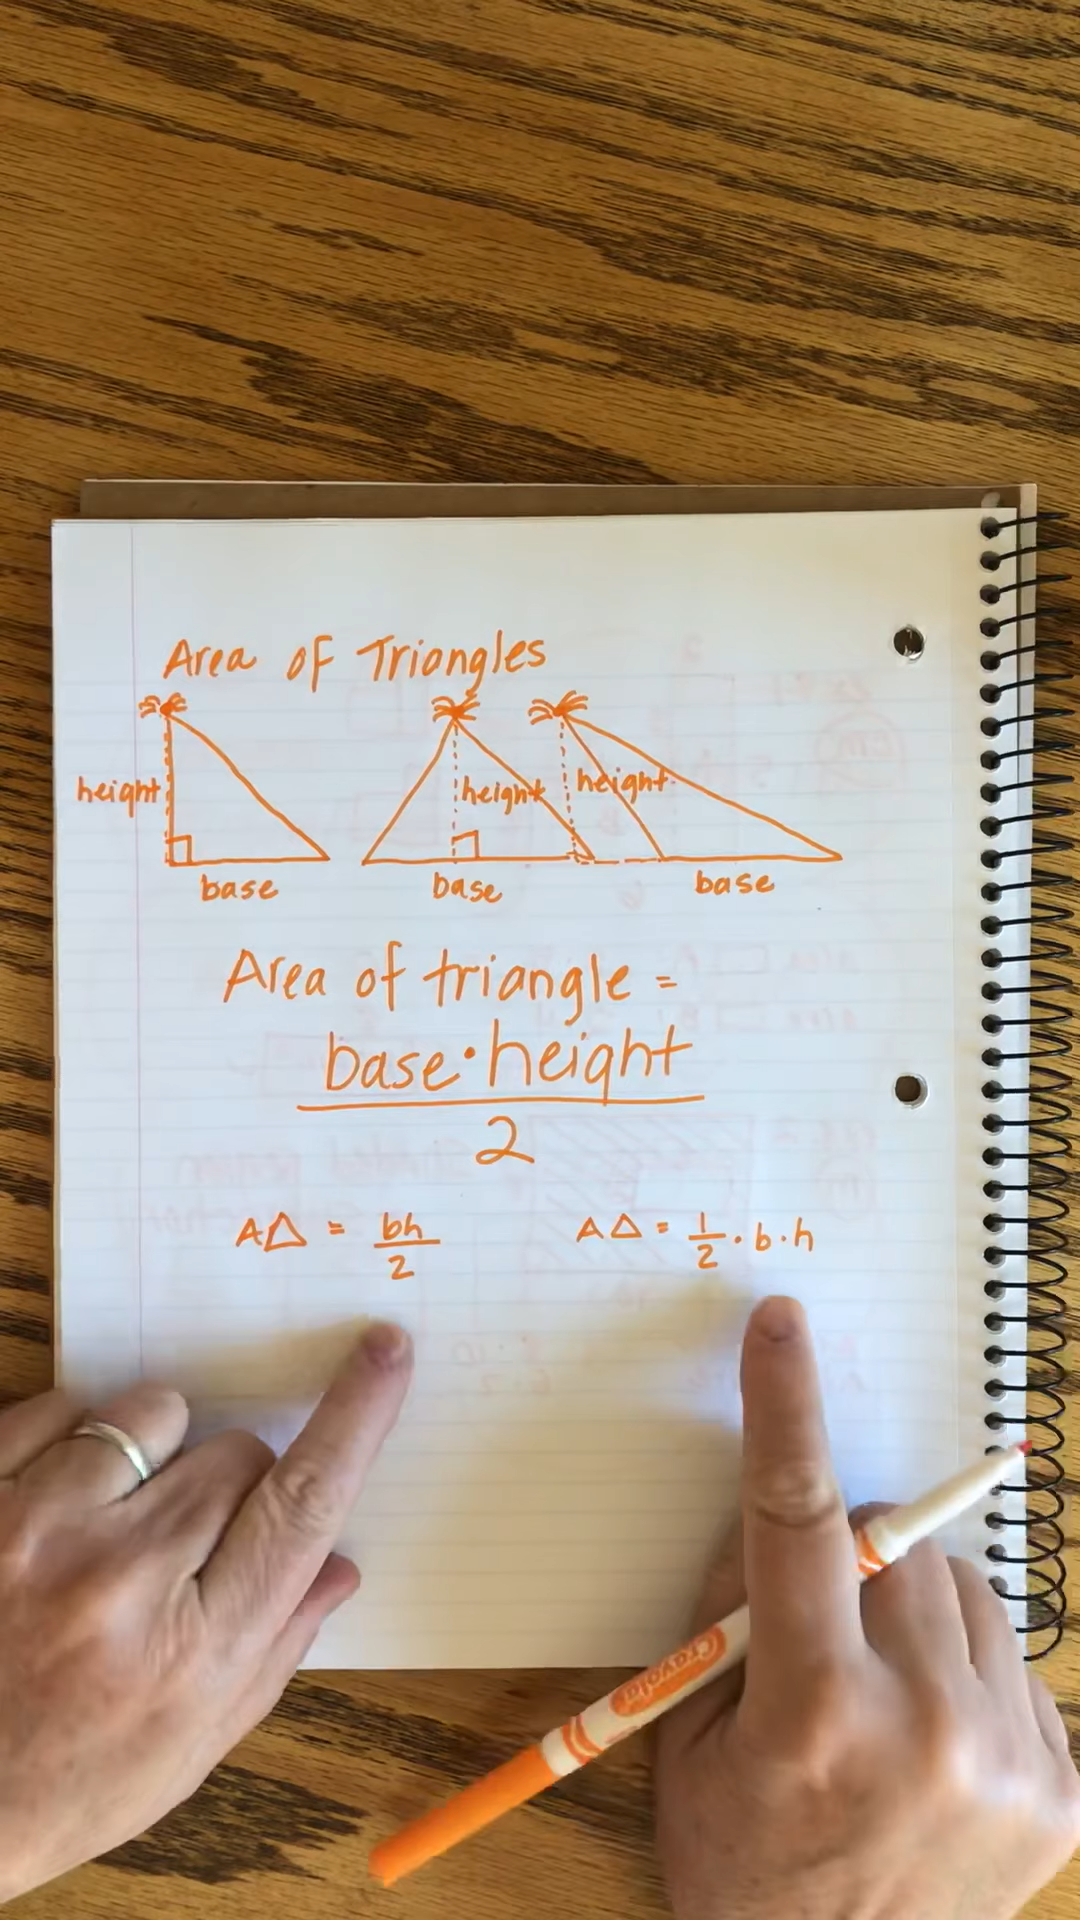 Area of Triangles
height
height
height
base
base
base
Area of triangle =
base · height
2
A△ = bh
2
A△ = 1
2 · b · h
Crayola